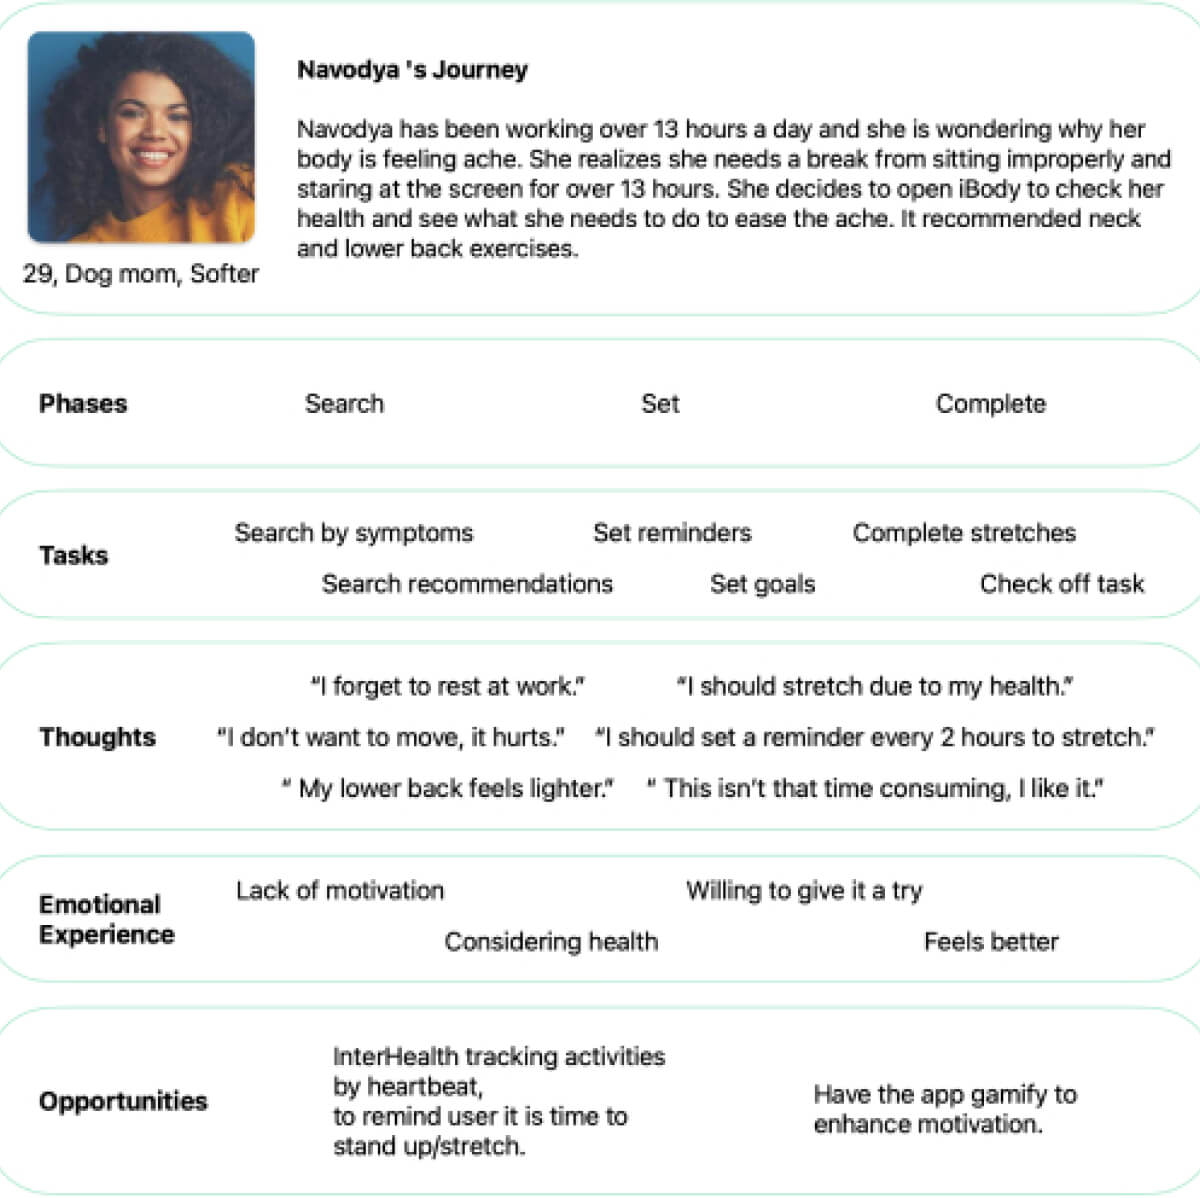 Navodya 's Journey
Navodya has been working over 13 hours a day and she is wondering why her
body is feeling ache. She realizes she needs a break from sitting improperly and
staring at the screen for over 13 hours. She decides to open iBody to check her
health and see what she needs to do to ease the ache. It recommended neck
and lower back exercises.
29, Dog mom, Softer
Phases
Search
Set
Complete
Tasks
Search by symptoms
Set reminders
Complete stretches
Search recommendations
Set goals
Check off task
Thoughts
“I forget to rest at work.”
“I should stretch due to my health.”
“I don’t want to move, it hurts.”
“I should set a reminder every 2 hours to stretch.”
“ My lower back feels lighter.”
“ This isn’t that time consuming, I like it.”
Emotional
Experience
Lack of motivation
Willing to give it a try
Considering health
Feels better
Opportunities
InterHealth tracking activities
by heartbeat,
to remind user it is time to
stand up/stretch.
Have the app gamify to
enhance motivation.